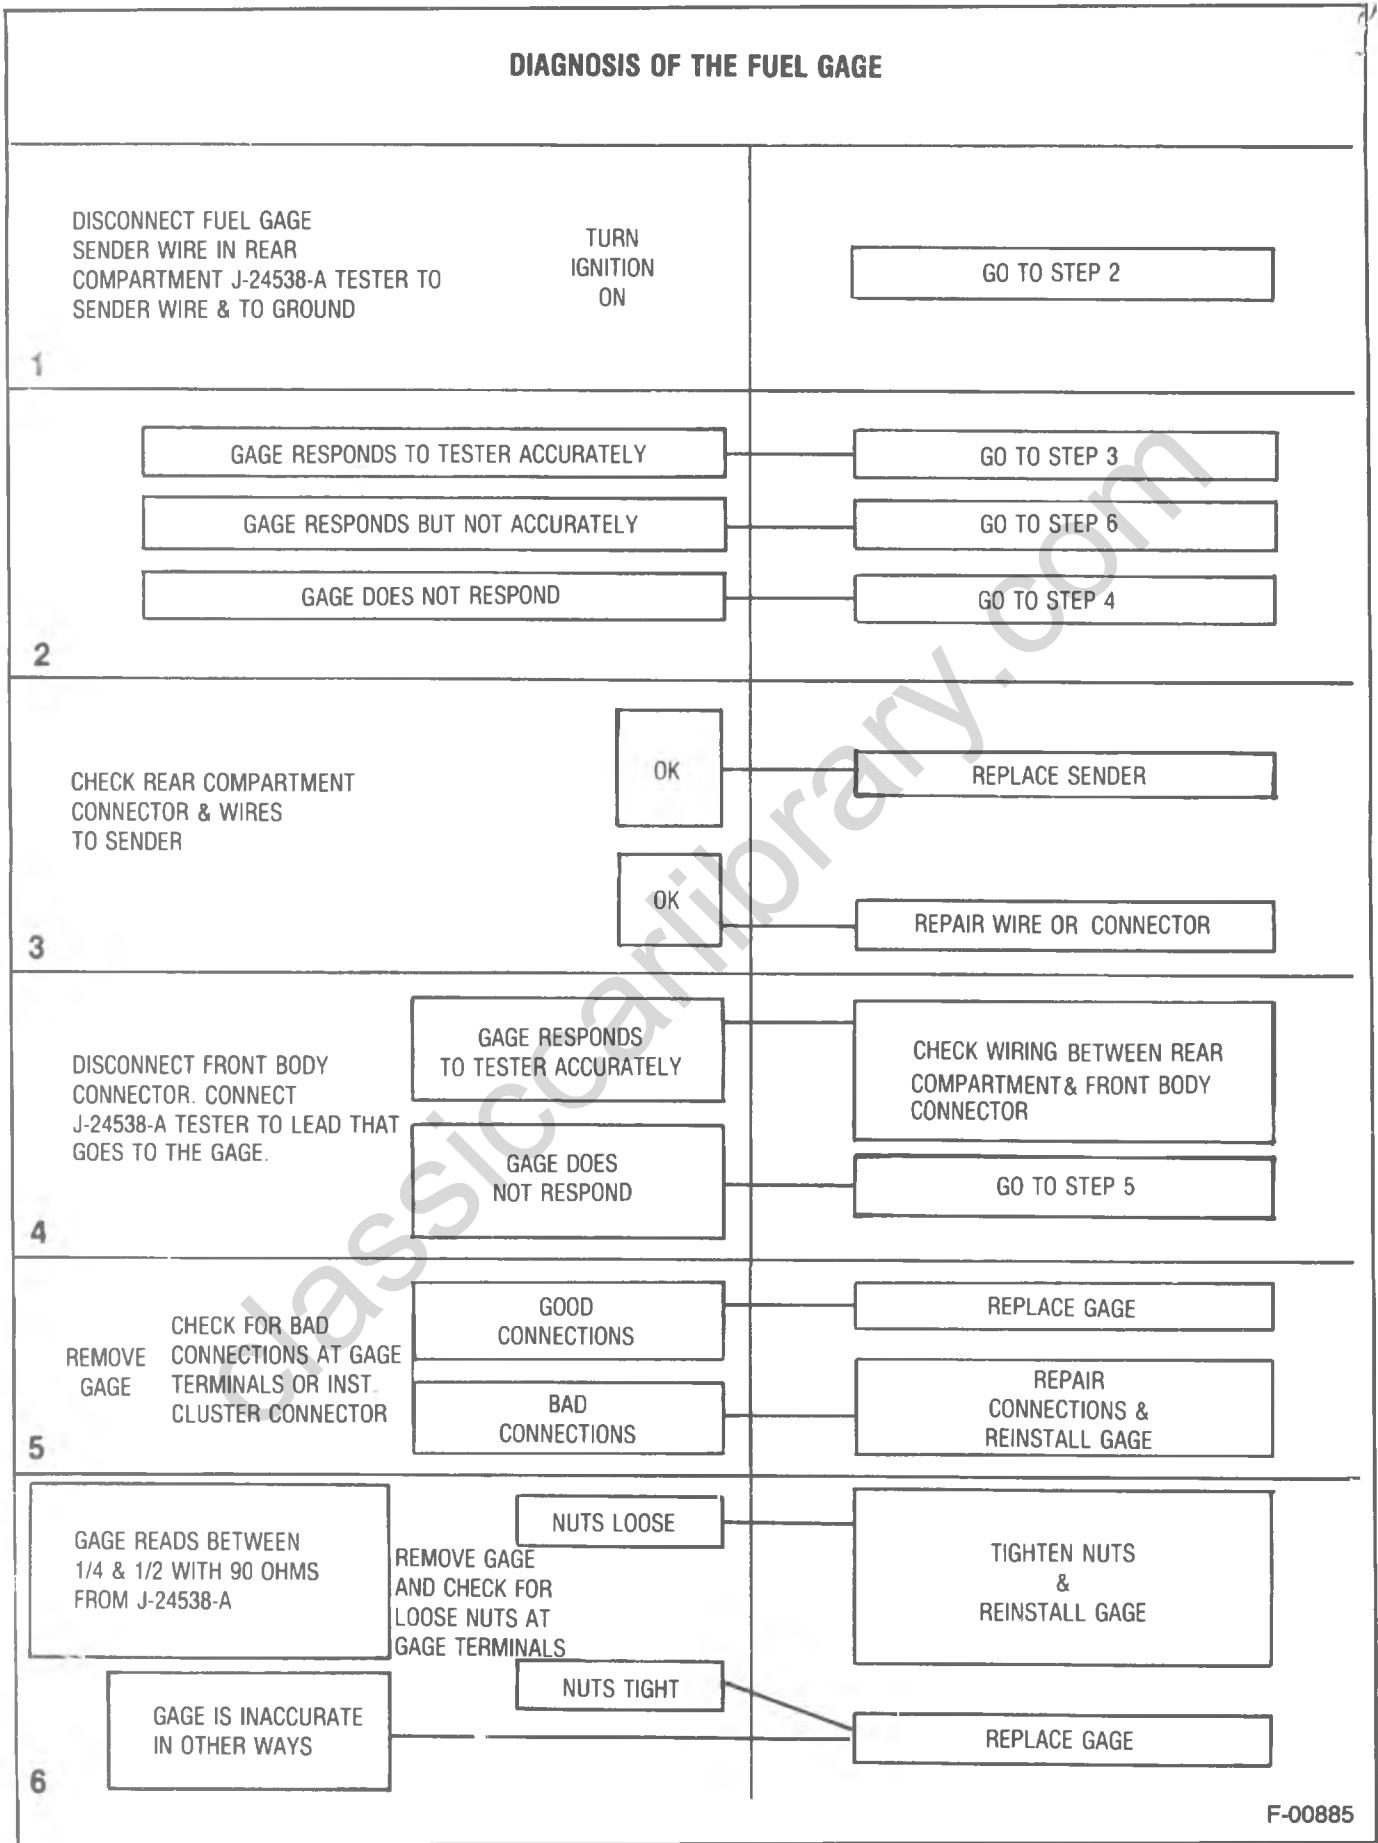 DIAGNOSIS OF THE FUEL GAGE
DISCONNECT FUEL GAGE
SENDER WIRE IN REAR
COMPARTMENT J-24538-A TESTER TO
SENDER WIRE & TO GROUND
TURN
IGNITION
ON
GO TO STEP 2
1
GAGE RESPONDS TO TESTER ACCURATELY
GO TO STEP 3
GAGE RESPONDS BUT NOT ACCURATELY
GO TO STEP 6
GAGE DOES NOT RESPOND
GO TO STEP 4
2
CHECK REAR COMPARTMENT
CONNECTOR & WIRES
TO SENDER
OK
REPLACE SENDER
OK
REPAIR WIRE OR CONNECTOR
3
DISCONNECT FRONT BODY
CONNECTOR. CONNECT
J-24538-A TESTER TO LEAD THAT
GOES TO THE GAGE.
GAGE RESPONDS
TO TESTER ACCURATELY
CHECK WIRING BETWEEN REAR
COMPARTMENT & FRONT BODY
CONNECTOR
GAGE DOES
NOT RESPOND
GO TO STEP 5
4
REMOVE
GAGE
CHECK FOR BAD
CONNECTIONS AT GAGE
TERMINALS OR INST.
CLUSTER CONNECTOR
GOOD
CONNECTIONS
REPLACE GAGE
BAD
CONNECTIONS
REPAIR
CONNECTIONS &
REINSTALL GAGE
5
GAGE READS BETWEEN
1/4 & 1/2 WITH 90 OHMS
FROM J-24538-A
REMOVE GAGE
AND CHECK FOR
LOOSE NUTS AT
GAGE TERMINALS
NUTS LOOSE
TIGHTEN NUTS
&
REINSTALL GAGE
NUTS TIGHT
GAGE IS INACCURATE
IN OTHER WAYS
REPLACE GAGE
6
F-00885
classiccarlibrary.com